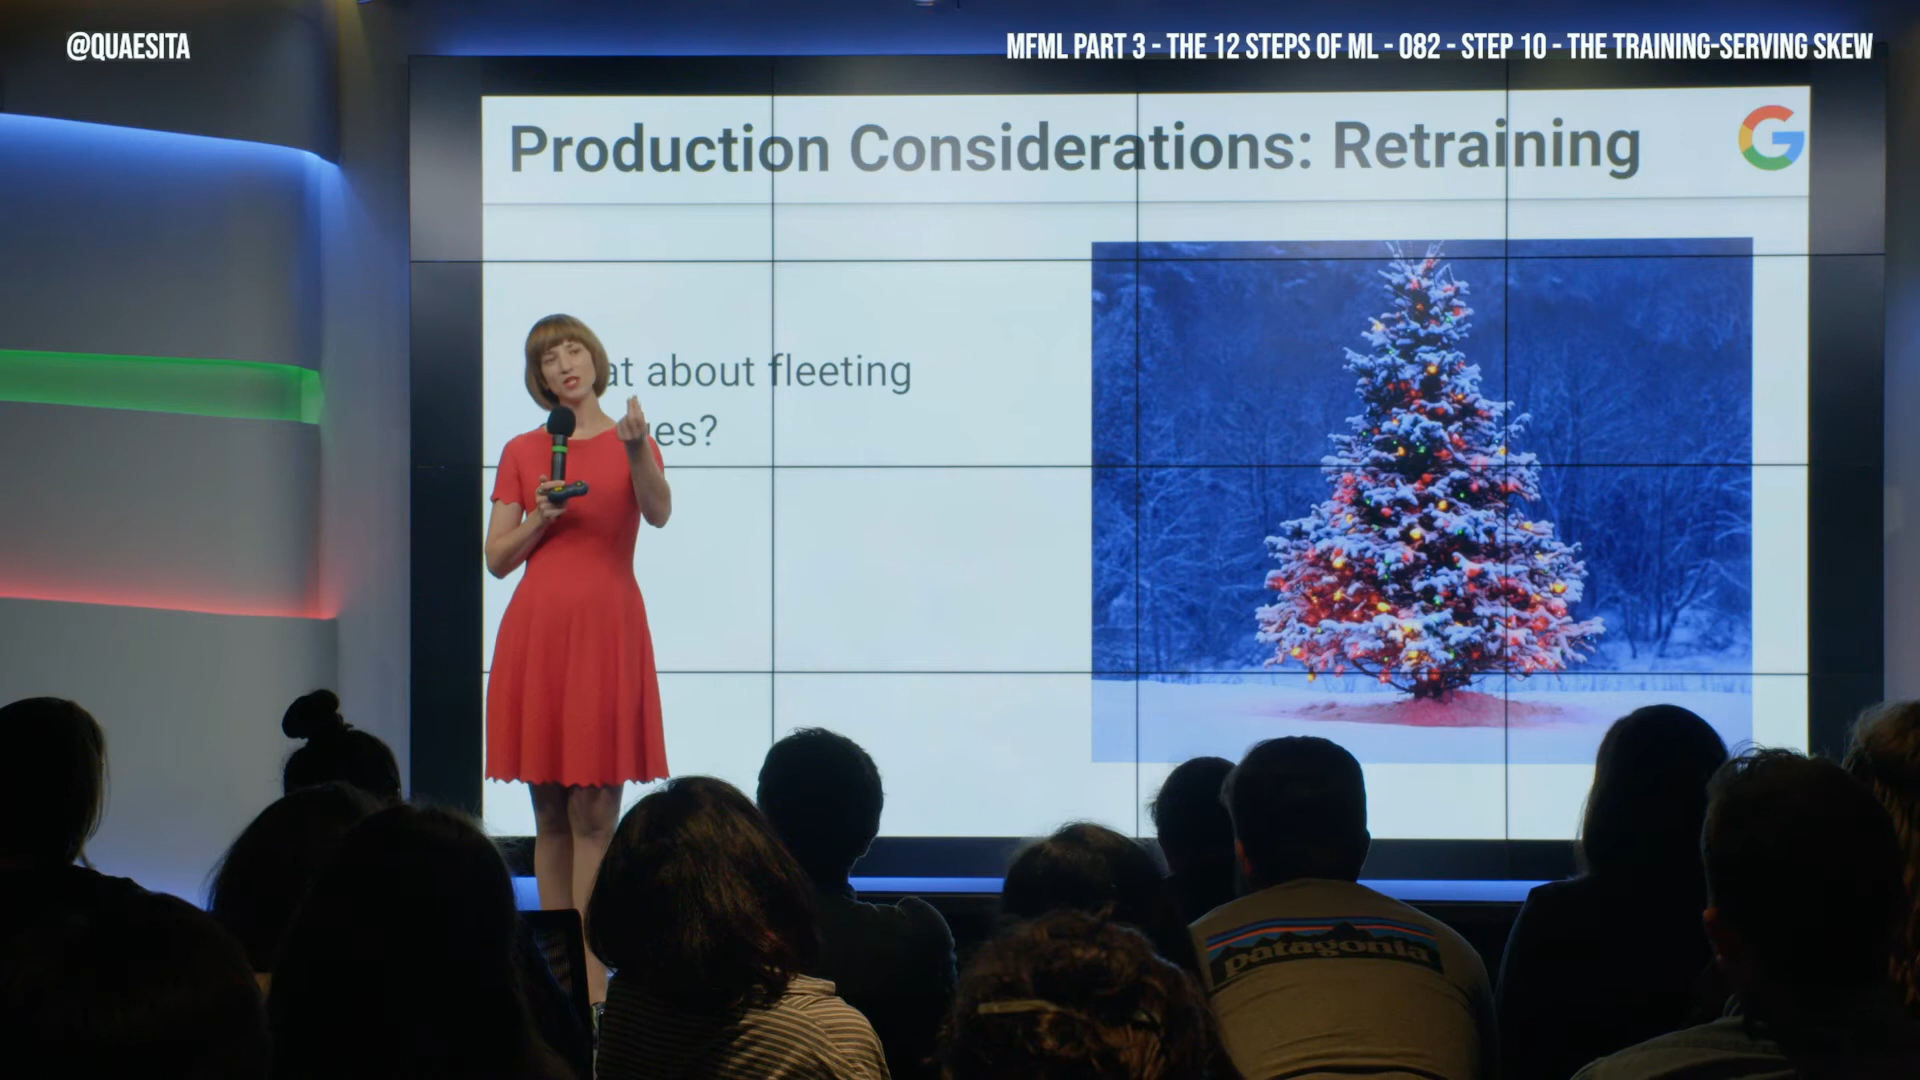 @QUAESITA
MFML PART 3 - THE 12 STEPS OF ML - 082 - STEP 10 - THE TRAINING-SERVING SKEW
Production Considerations: Retraining
at about fleeting
es?
patagonia